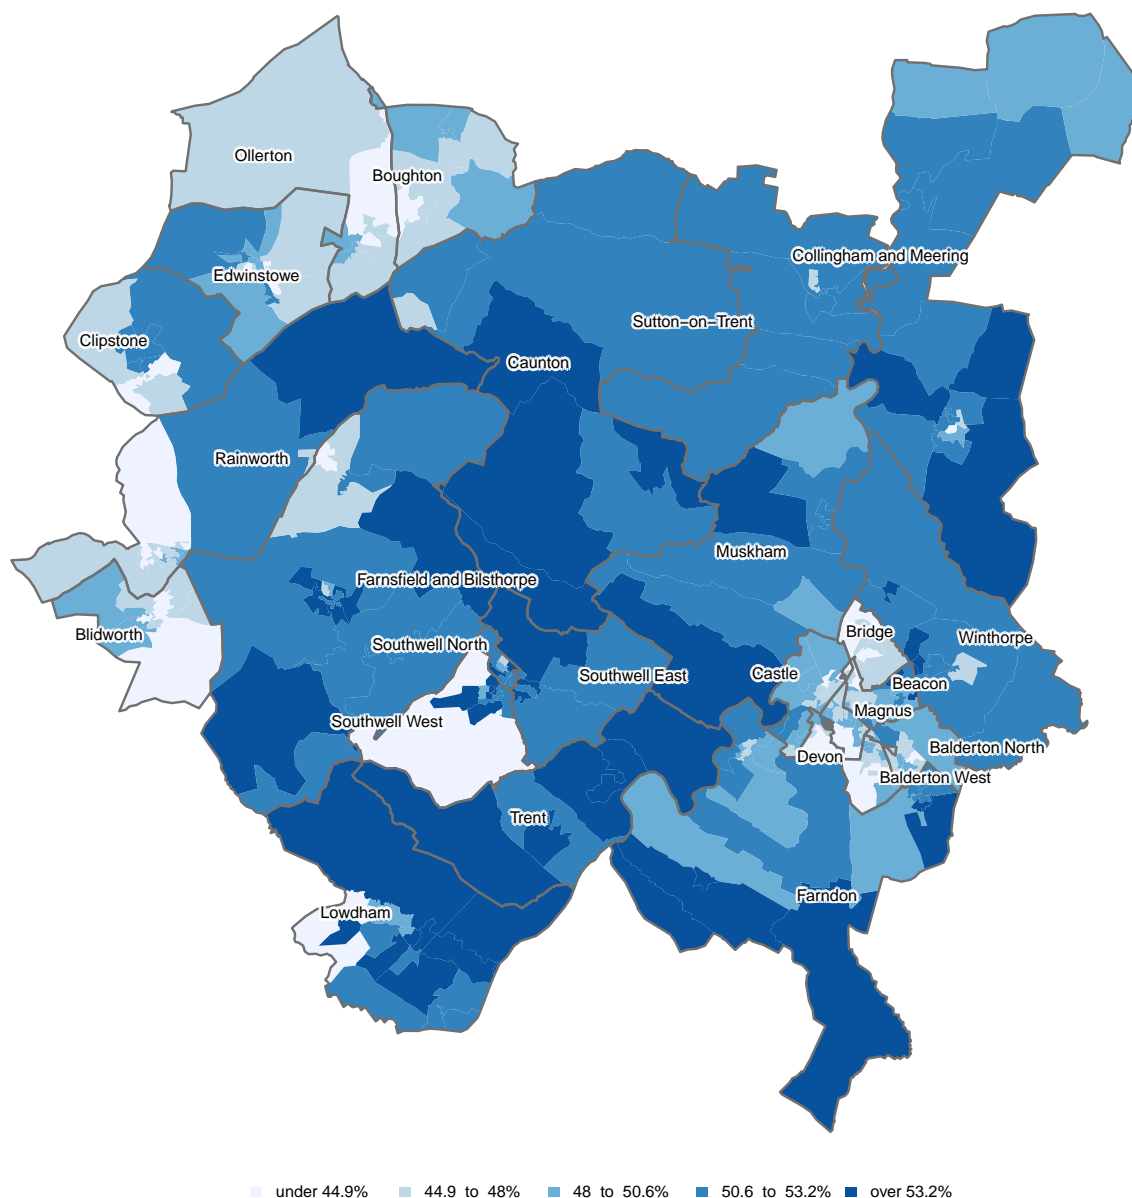 Ollerton
Boughton
Collingham and Meering
Edwinstowe
Sutton−on−Trent
Clipstone
Caunton
Rainworth
Muskham
Farnsfield and Bilsthorpe
Bridge
Blidworth
Winthorpe
Southwell North
Castle
Southwell East
Beacon
Magnus
Southwell West
Balderton North
Devon
Balderton West
Trent
Farndon
Lowdham
under 44.9% 44.9 to 48% 48 to 50.6% 50.6 to 53.2% over 53.2%